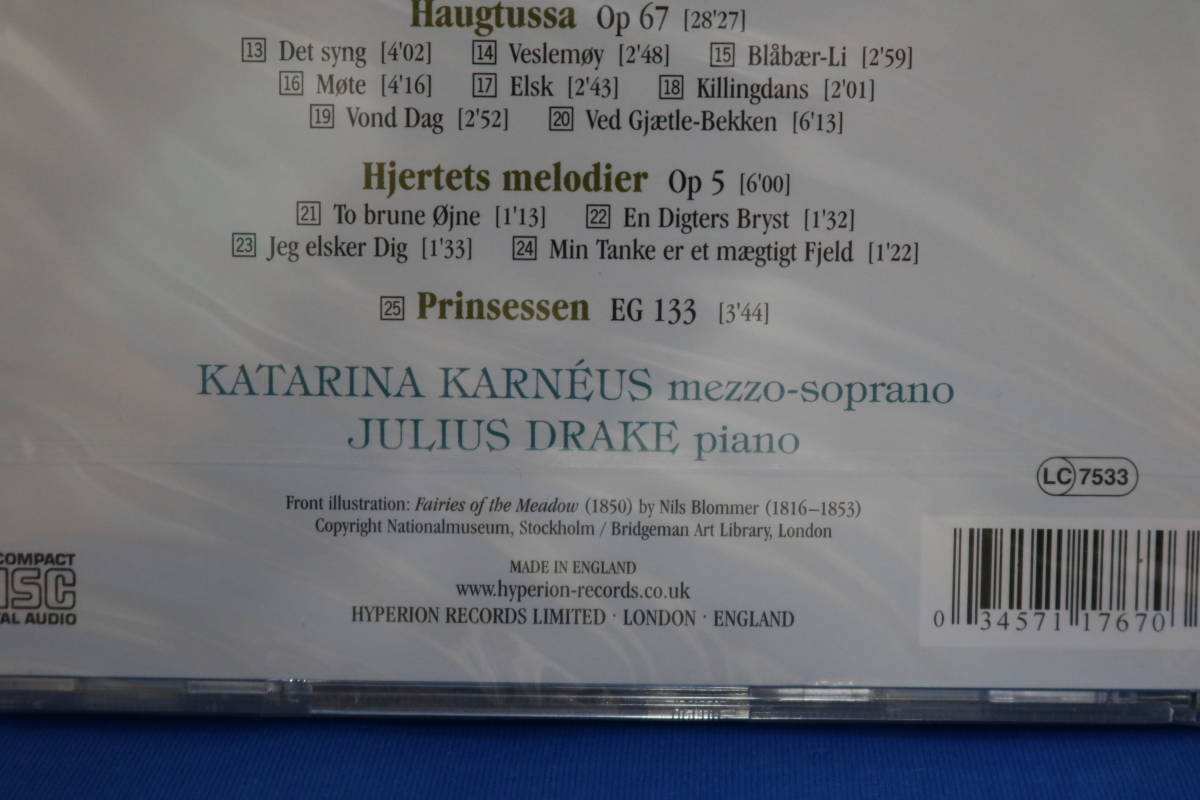 Haugtussa Op 67 [28'27]
13 Det syng [4'02] 14 Veslemøy [2'48] 15 Blåbær-Li [2'59]
16 Møte [4'16] 17 Elsk [2'43] 18 Killingdans [2'01]
19 Vond Dag [2'52] 20 Ved Gjætle-Bekken [6'13]
Hjertets melodier Op 5 [6'00]
21 To brune Øjne [1'13] 22 En Digters Bryst [1'32]
23 Jeg elsker Dig [1'33] 24 Min Tanke er et mægtigt Fjeld [1'22]
25 Prinsessen EG 133 [3'44]
KATARINA KARNÉUS mezzo-soprano
JULIUS DRAKE piano
LC 7533
Front illustration: Fairies of the Meadow (1850) by Nils Blommer (1816–1853)
Copyright Nationalmuseum, Stockholm / Bridgeman Art Library, London
MADE IN ENGLAND
www.hyperion-records.co.uk
HYPERION RECORDS LIMITED · LONDON · ENGLAND
COMPACT
DISC
AL AUDIO
0 34571 17670